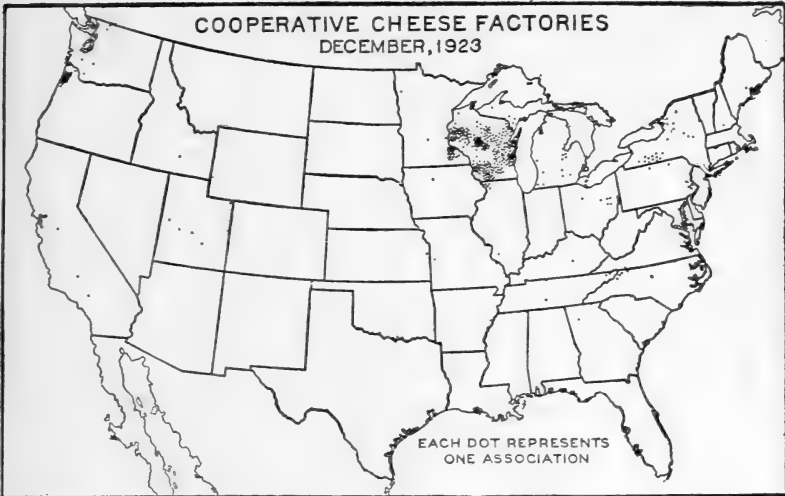 COOPERATIVE CHEESE FACTORIES
DECEMBER, 1923
EACH DOT REPRESENTS
ONE ASSOCIATION